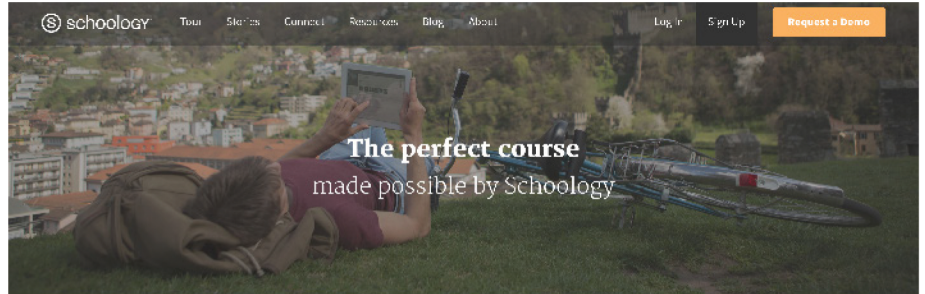 schoology
Tour Stories Connect Resources Blog About Log In Sign Up Request a Demo
The perfect course
made possible by Schoology